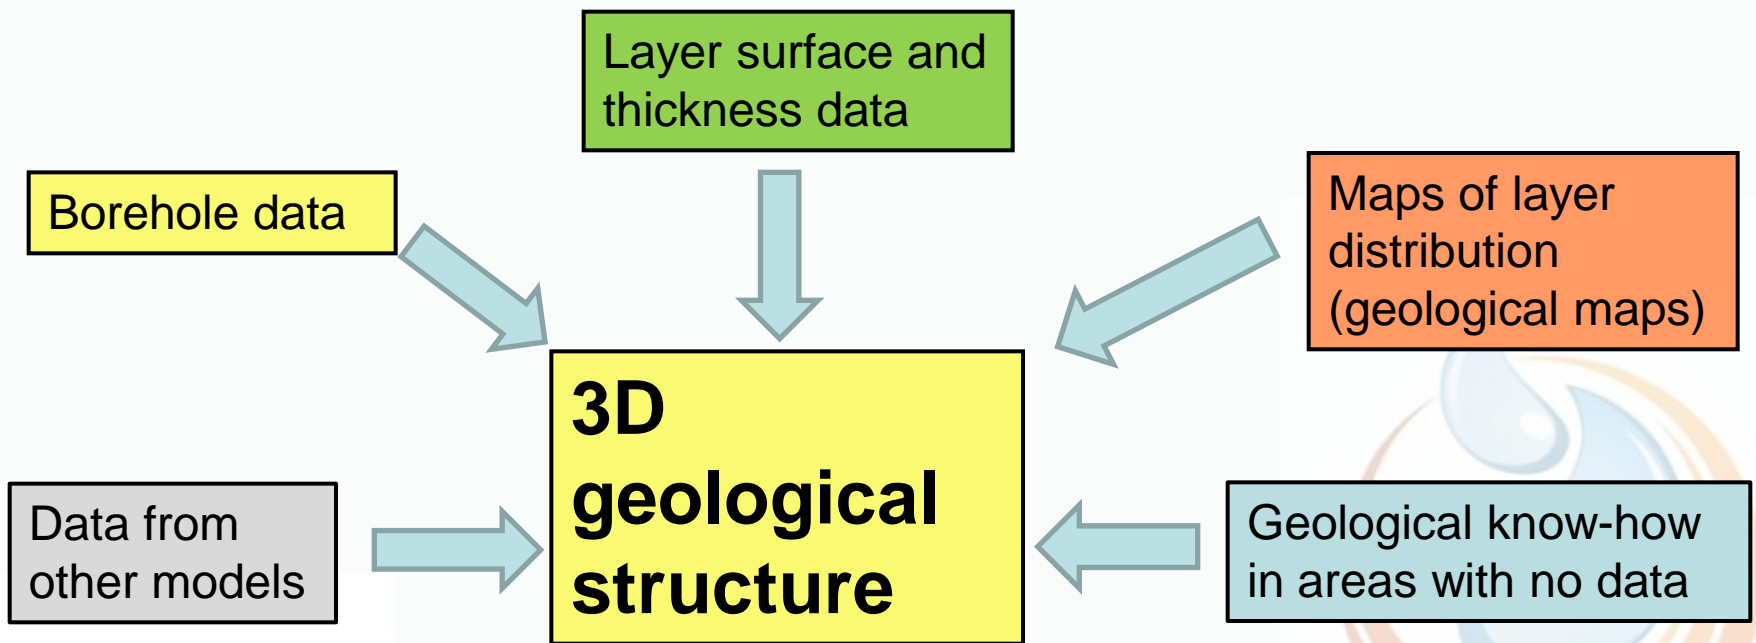 Layer surface and
thickness data
Borehole data
Maps of layer
distribution
(geological maps)
3D
geological
structure
Data from
other models
Geological know-how
in areas with no data